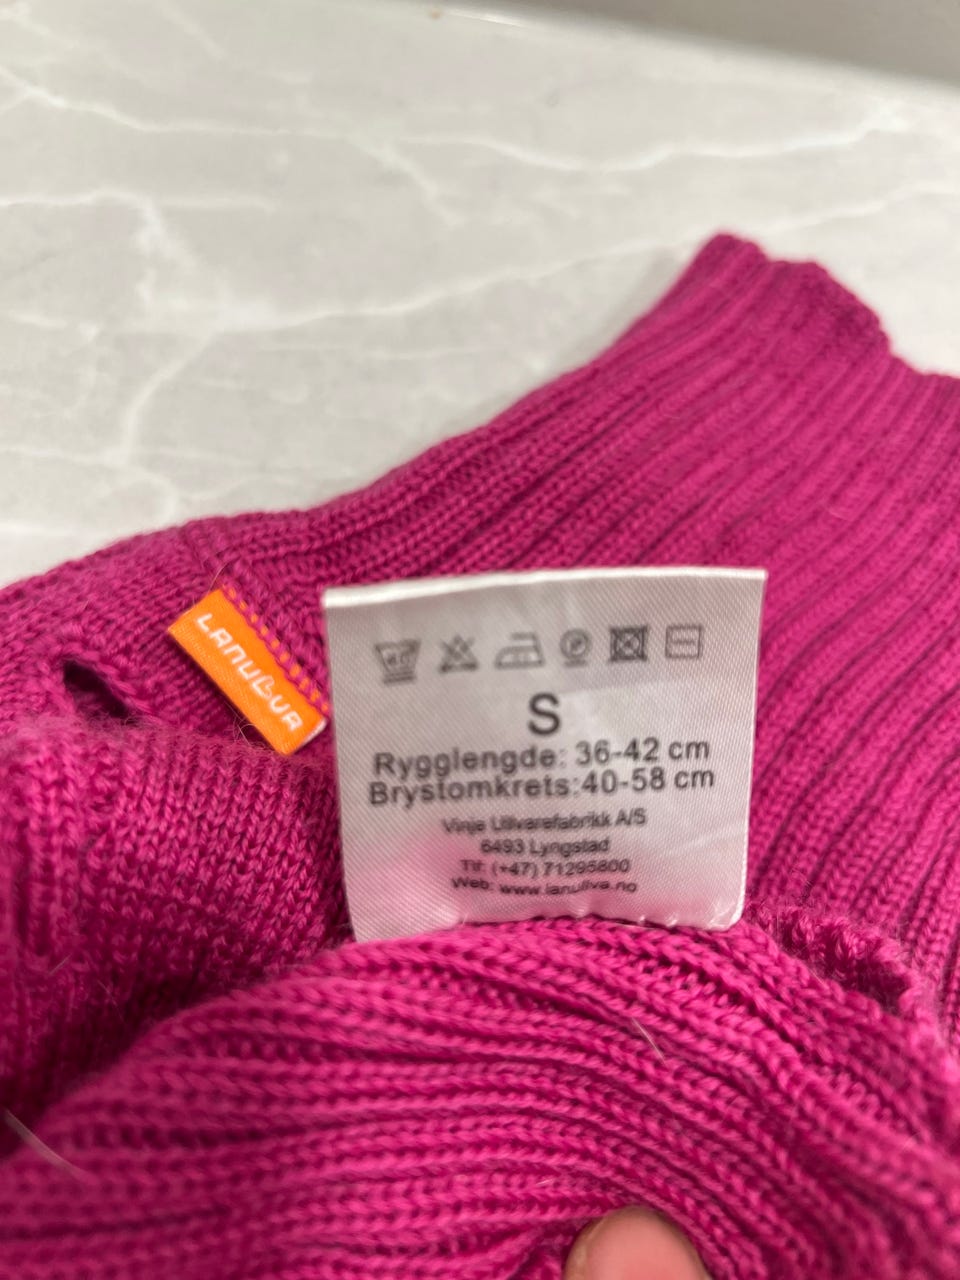 LANULLVA
40
S
Rygglengde: 36-42 cm
Brystomkrets:40-58 cm
Vinje Ullvarefabrikk A/S
6493 Lyngstad
Tlf: (+47) 71295800
Web: www.lanullva.no